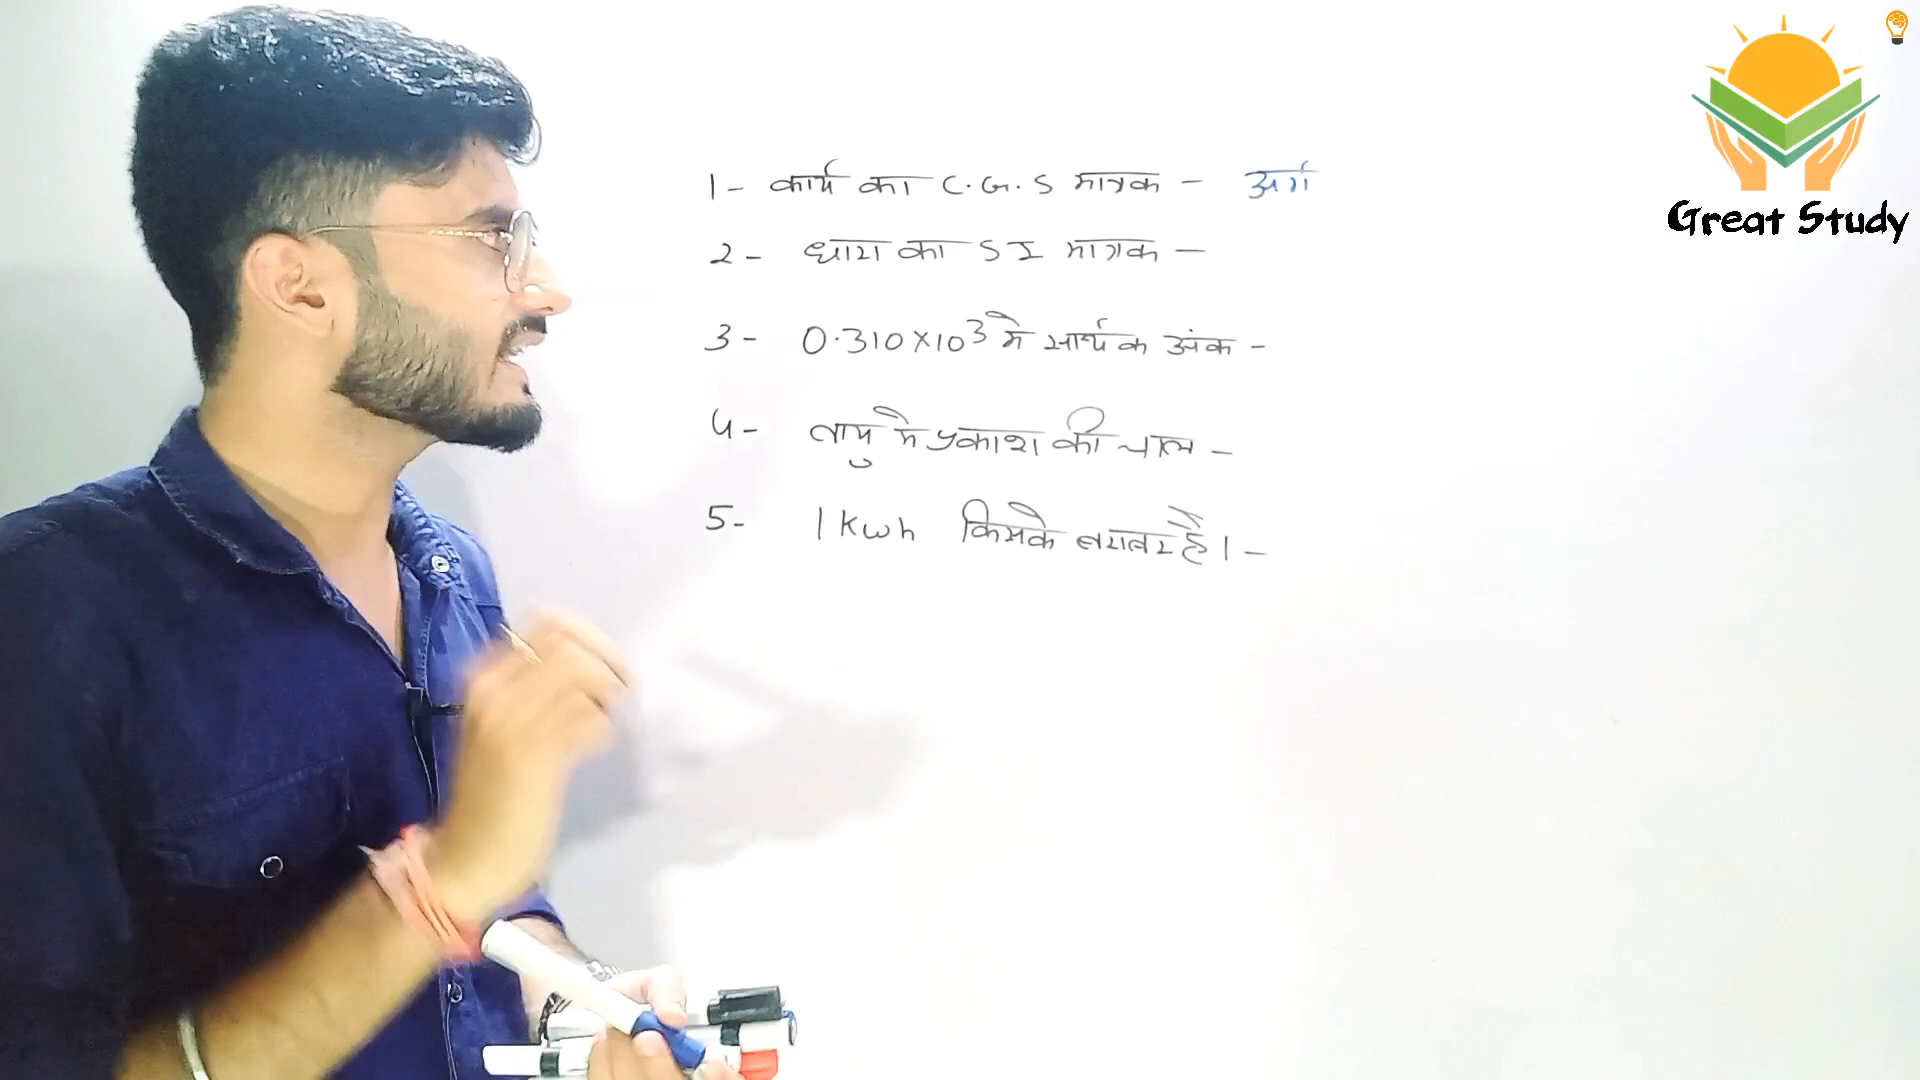 1- कार्य का C.G.S मात्रक - अर्ग
2- धारा का SI मात्रक -
3- 0.310×10³ मे सार्थक अंक -
4- वायु मे प्रकाश की चाल -
5- 1 Kwh किसके बराबर है। -
Great Study